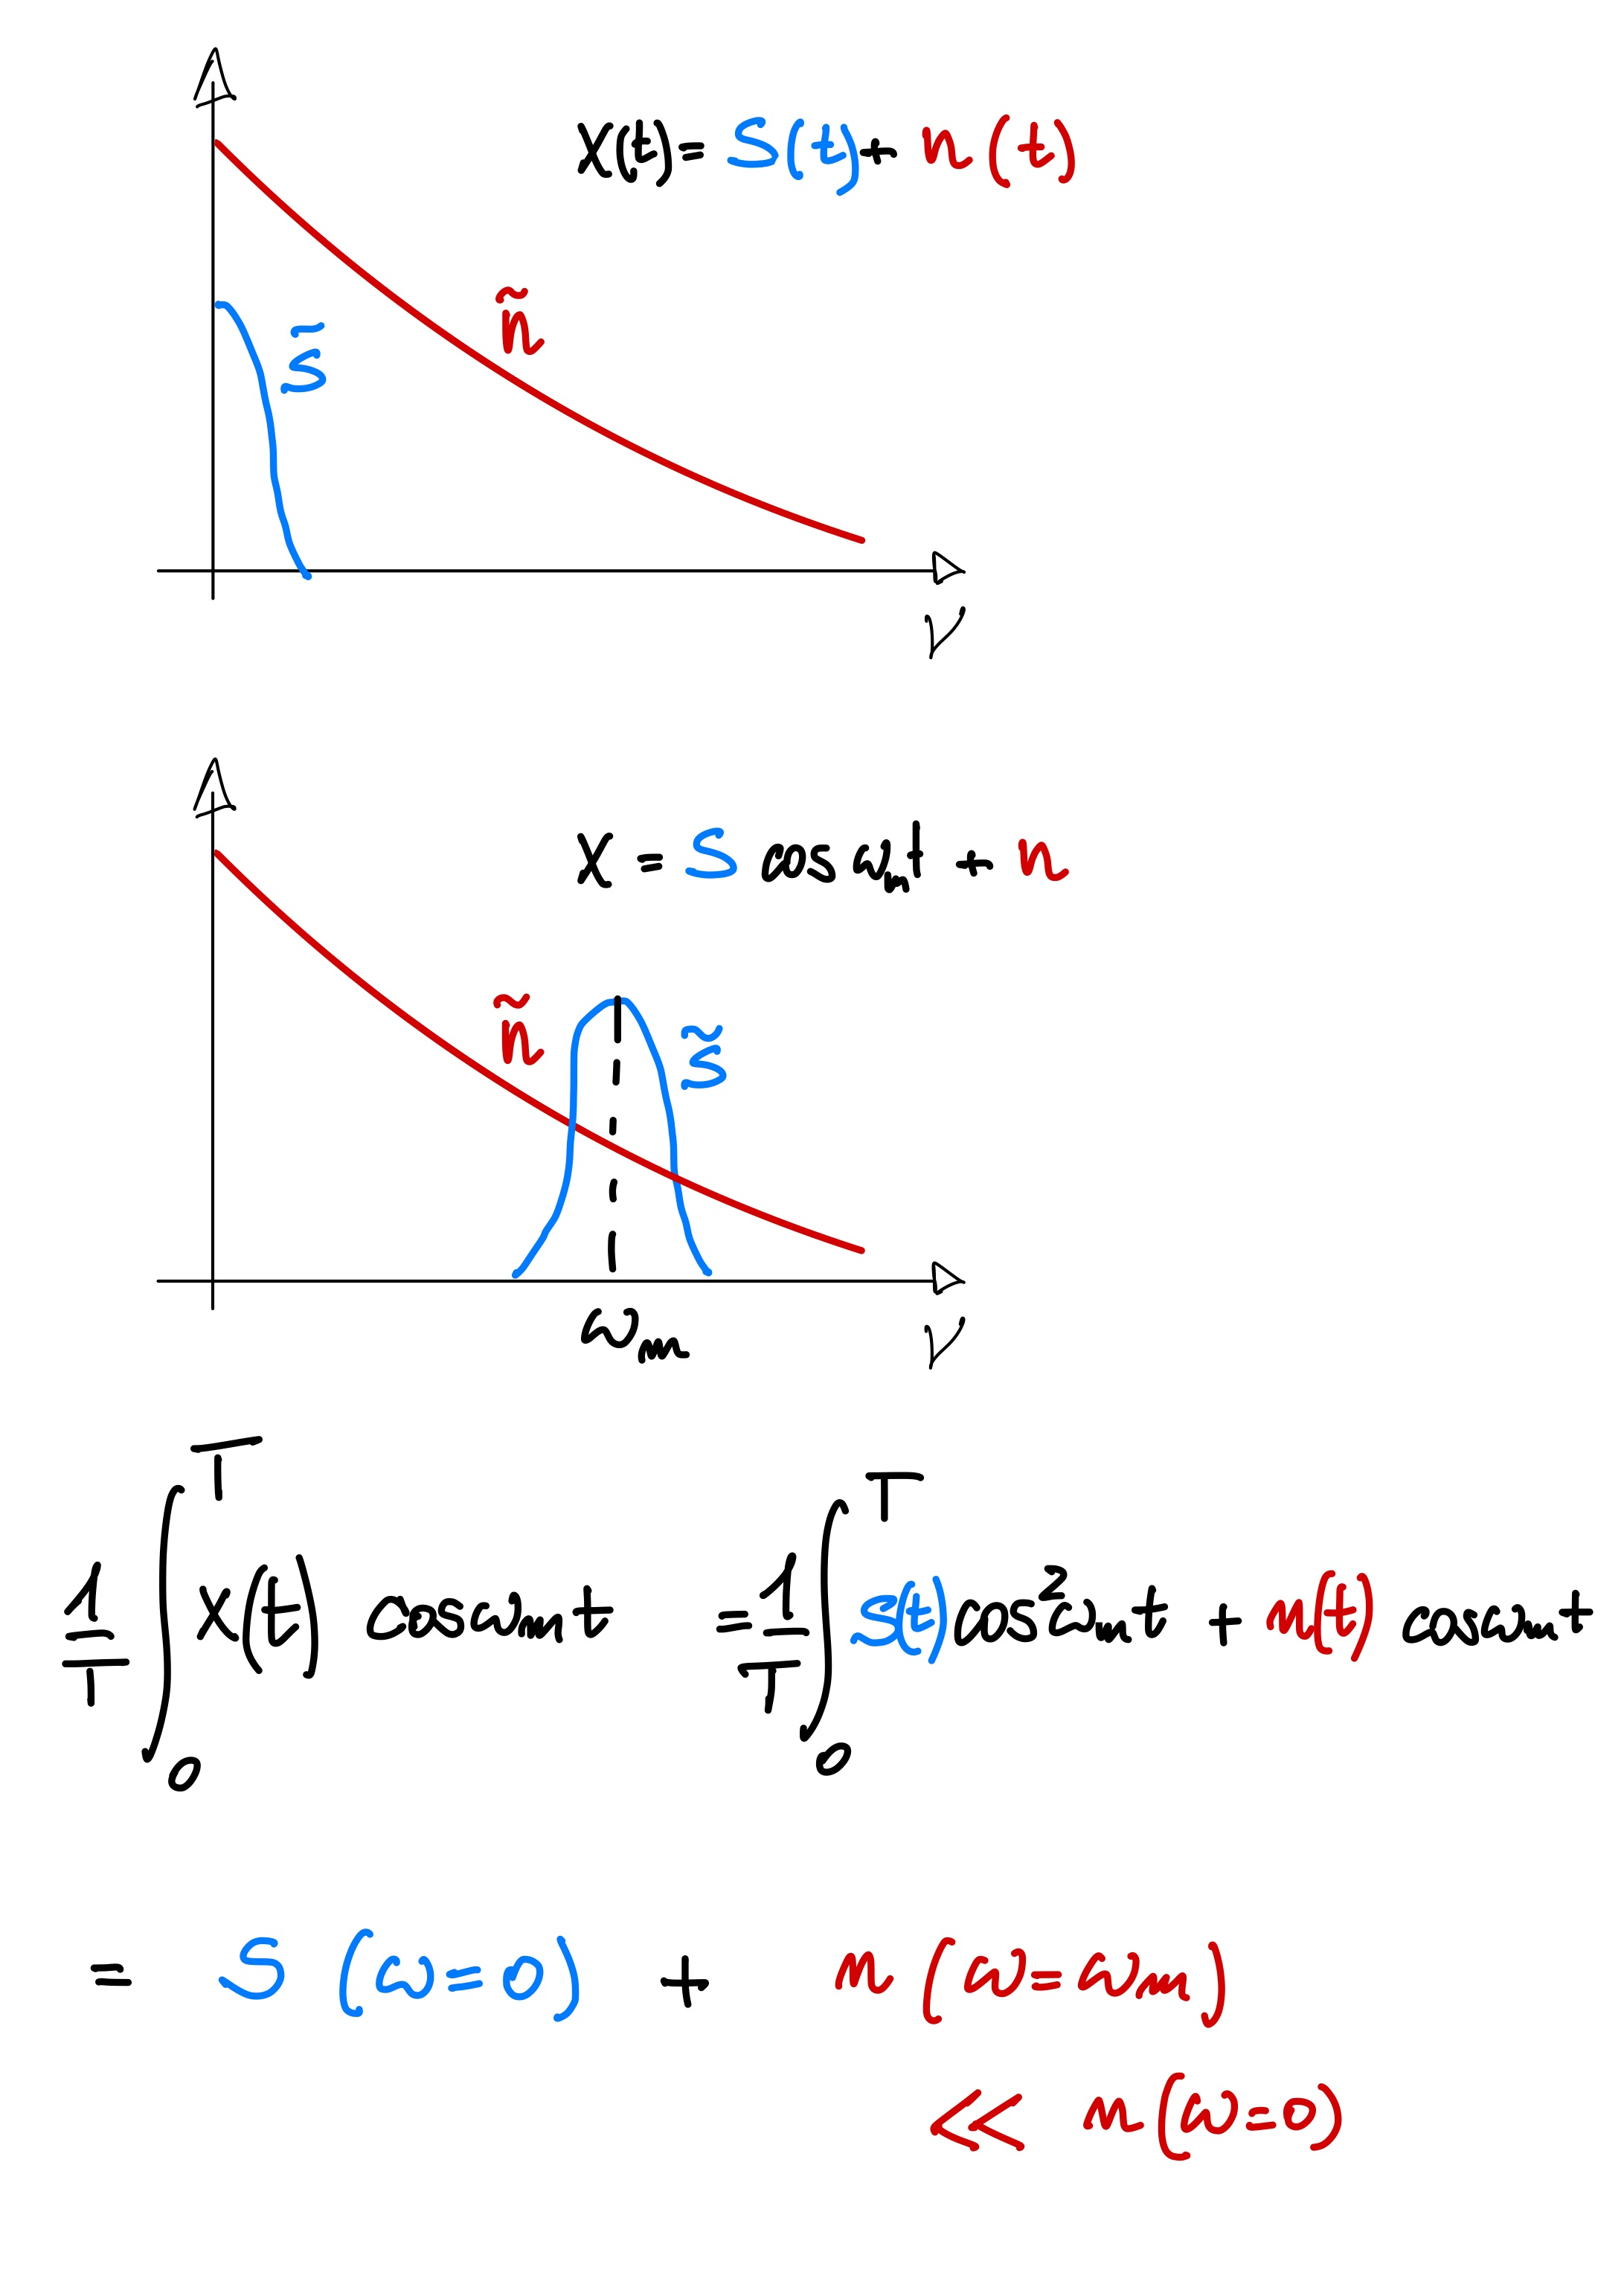 X(t) = S(t) + n(t)
ñ
s̃
ν
X = S cos ωₘt + n
ñ
s̃
ωₘ
ν
1/T ∫₀ᵀ X(t) cos ωₘt = 1/T ∫₀ᵀ s(t) cos² ωₘt + n(t) cos ωₘt
= S (ω=0) + n (ω=ωₘ)
≪ n(ω=0)